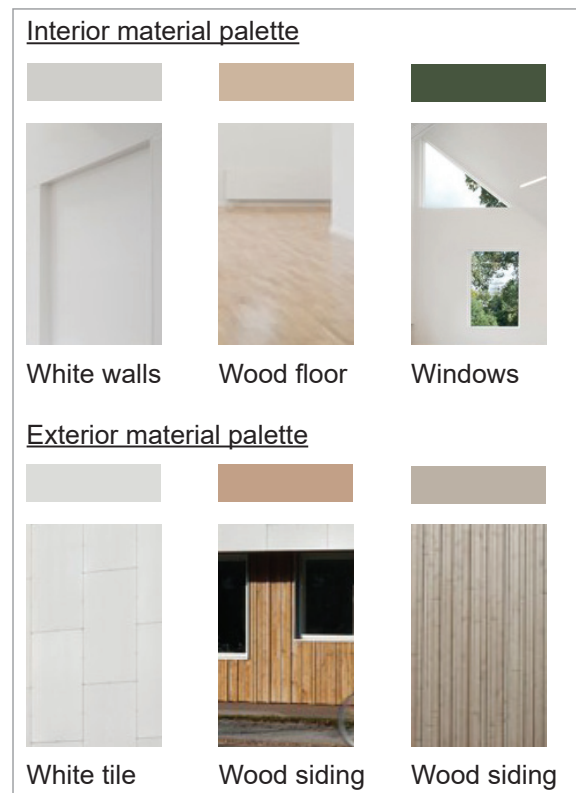 Interior material palette
White walls
Wood floor
Windows
Exterior material palette
White tile
Wood siding
Wood siding